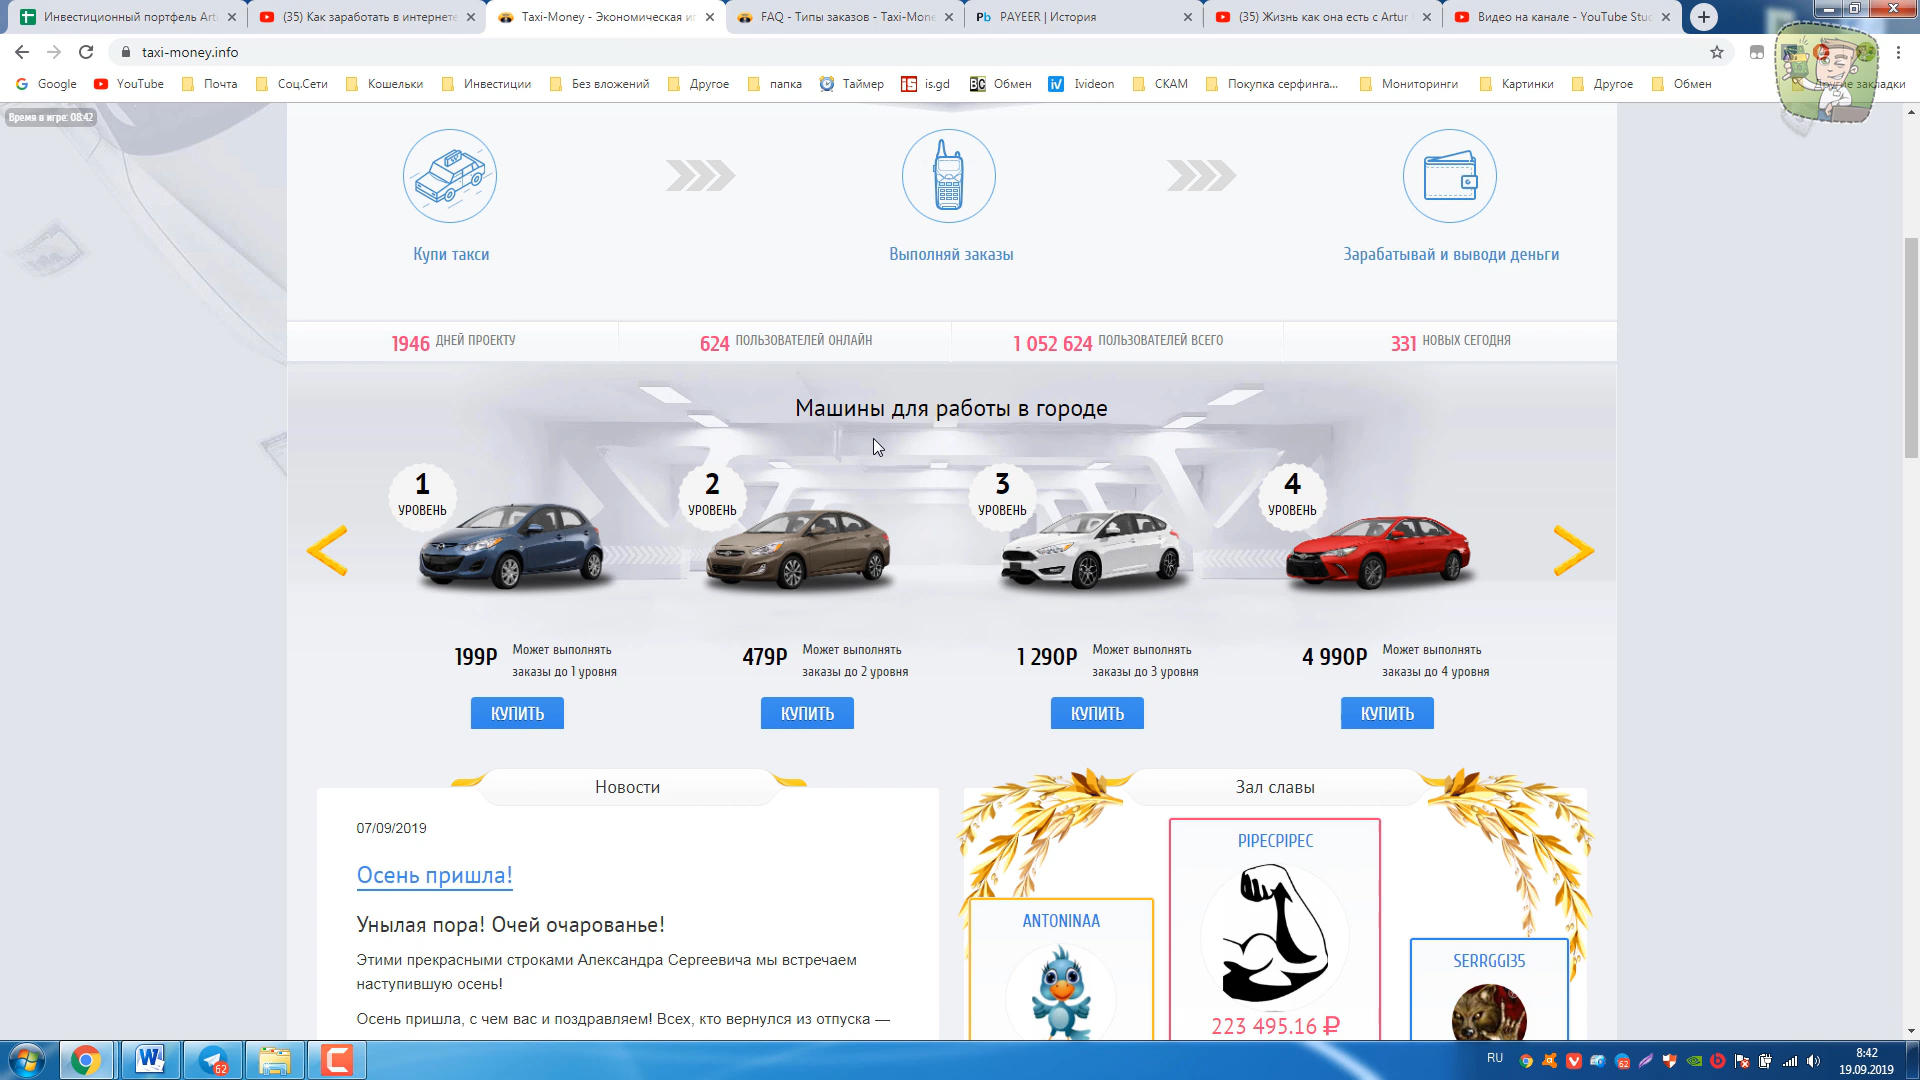 Инвестиционный портфель Art
(35) Как заработать в интернете
Taxi-Money - Экономическая иг
FAQ - Типы заказов - Taxi-Mone
PAYEER | История
(35) Жизнь как она есть с Artur
Видео на канале - YouTube Stud
taxi-money.info
Google
YouTube
Почта
Соц.Сети
Кошельки
Инвестиции
Без вложений
Другое
папка
Таймер
is.gd
Обмен
Ivideon
СКАМ
Покупка серфинга...
Мониторинги
Картинки
Другое
Обмен
Другие закладки
Время в игре: 08:42
Купи такси
Выполняй заказы
Зарабатывай и выводи деньги
1946 ДНЕЙ ПРОЕКТУ
624 ПОЛЬЗОВАТЕЛЕЙ ОНЛАЙН
1 052 624 ПОЛЬЗОВАТЕЛЕЙ ВСЕГО
331 НОВЫХ СЕГОДНЯ
Машины для работы в городе
1
УРОВЕНЬ
2
УРОВЕНЬ
3
УРОВЕНЬ
4
УРОВЕНЬ
199Р Может выполнять
заказы до 1 уровня
479Р Может выполнять
заказы до 2 уровня
1 290Р Может выполнять
заказы до 3 уровня
4 990Р Может выполнять
заказы до 4 уровня
КУПИТЬ
КУПИТЬ
КУПИТЬ
КУПИТЬ
Новости
07/09/2019
Осень пришла!
Унылая пора! Очей очарованье!
Этими прекрасными строками Александра Сергеевича мы встречаем
наступившую осень!
Осень пришла, с чем вас и поздравляем! Всех, кто вернулся из отпуска —
Зал славы
PIPECPIPEC
ANTONINAA
SERRGGI35
223 495.16 ₽
62
RU
8:42
19.09.2019